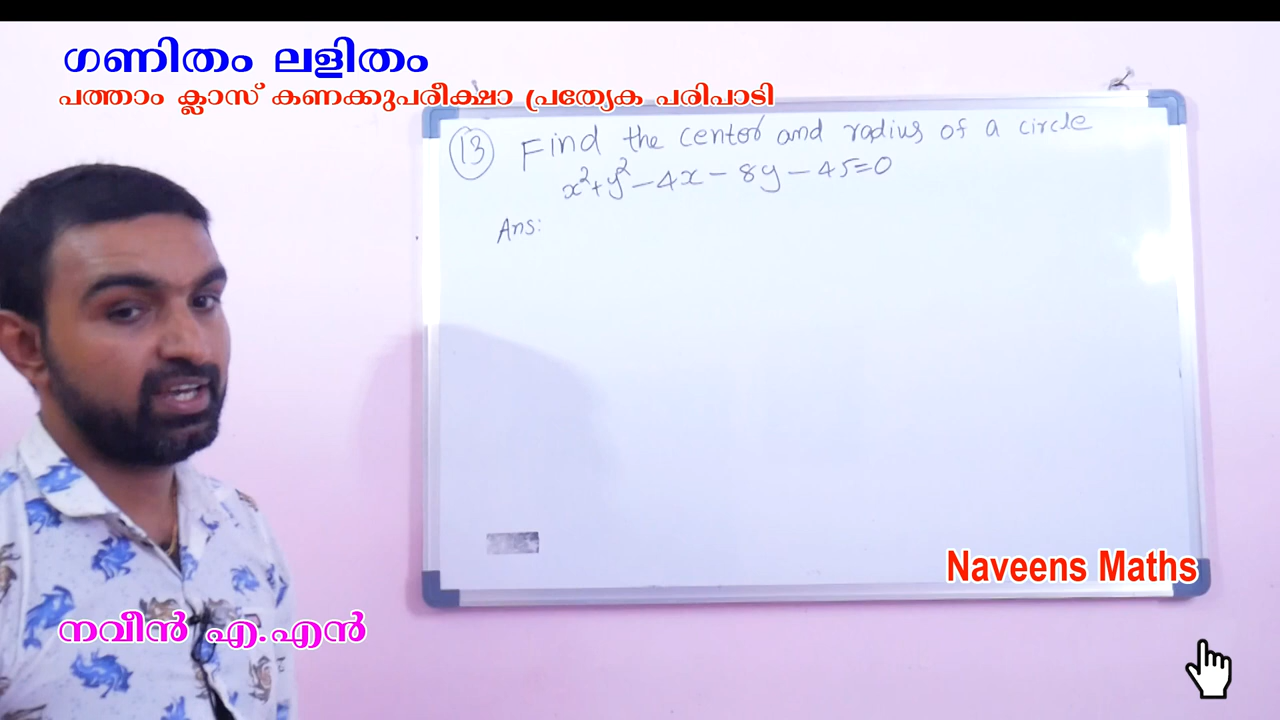 ഗണിതം ലളിതം
പത്താം ക്ലാസ് കണക്കുപരീക്ഷാ പ്രത്യേക പരിപാടി
13 Find the center and radius of a circle
x²+y²-4x-8y-45=0
Ans:
Naveens Maths
നവീൻ എ.എൻ